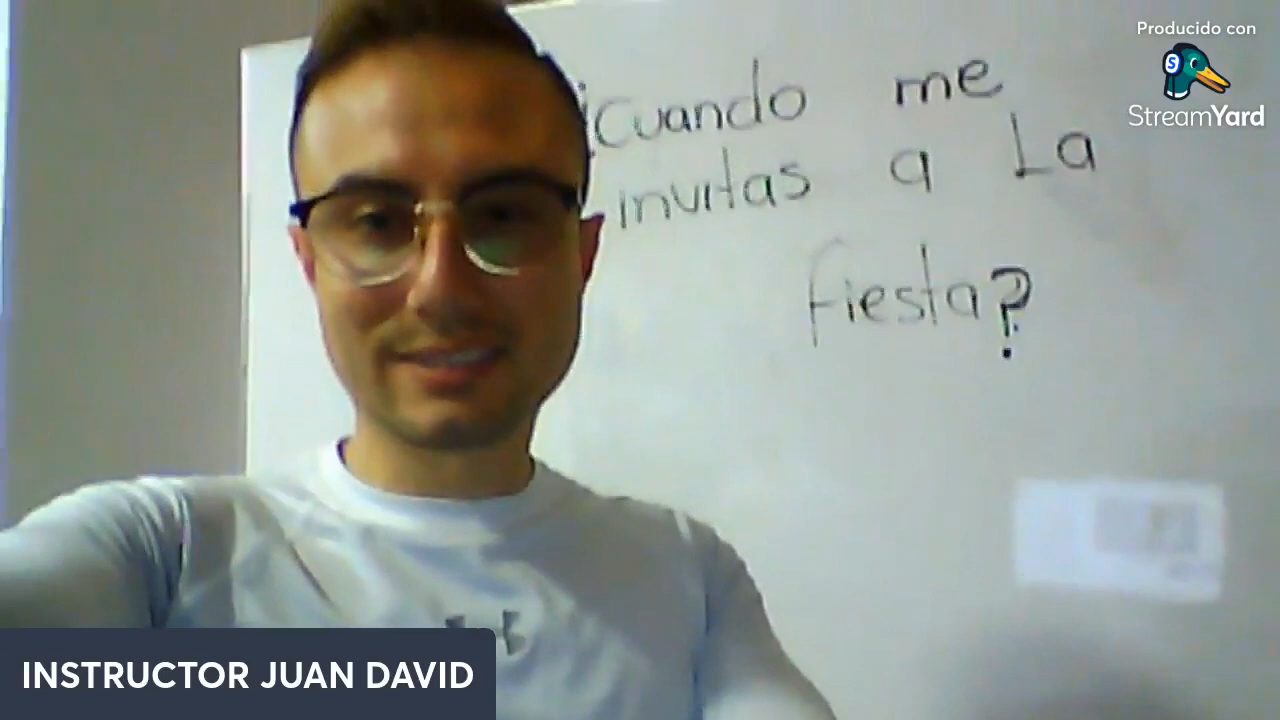 Producido con
StreamYard
¿Cuando me
invitas a La
fiesta?
INSTRUCTOR JUAN DAVID